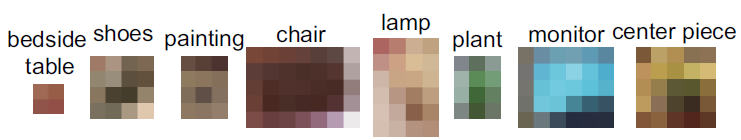 bedside table
shoes
painting
chair
lamp
plant
monitor
center piece